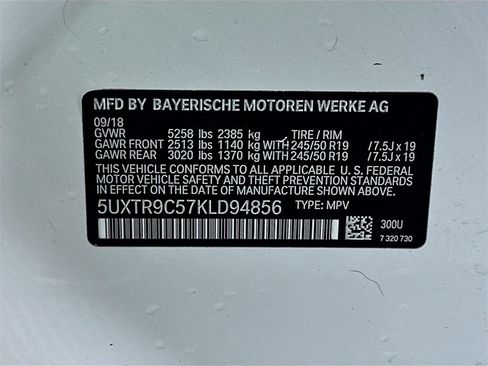 MFD BY BAYERISCHE MOTOREN WERKE AG
09/18
GVWR 5258 lbs 2385 kg TIRE / RIM
GAWR FRONT 2513 lbs 1140 kg WITH 245/50 R19 /7.5J x 19
GAWR REAR 3020 lbs 1370 kg WITH 245/50 R19 /7.5J x 19
THIS VEHICLE CONFORMS TO ALL APPLICABLE U.S. FEDERAL
MOTOR VEHICLE SAFETY, BUMPER, AND THEFT PREVENTION
STANDARDS IN EFFECT ON THE DATE OF MANUFACTURE SHOWN ABOVE.
5UXTR9C57KLD94856 TYPE: MPV
300U
7 320 730